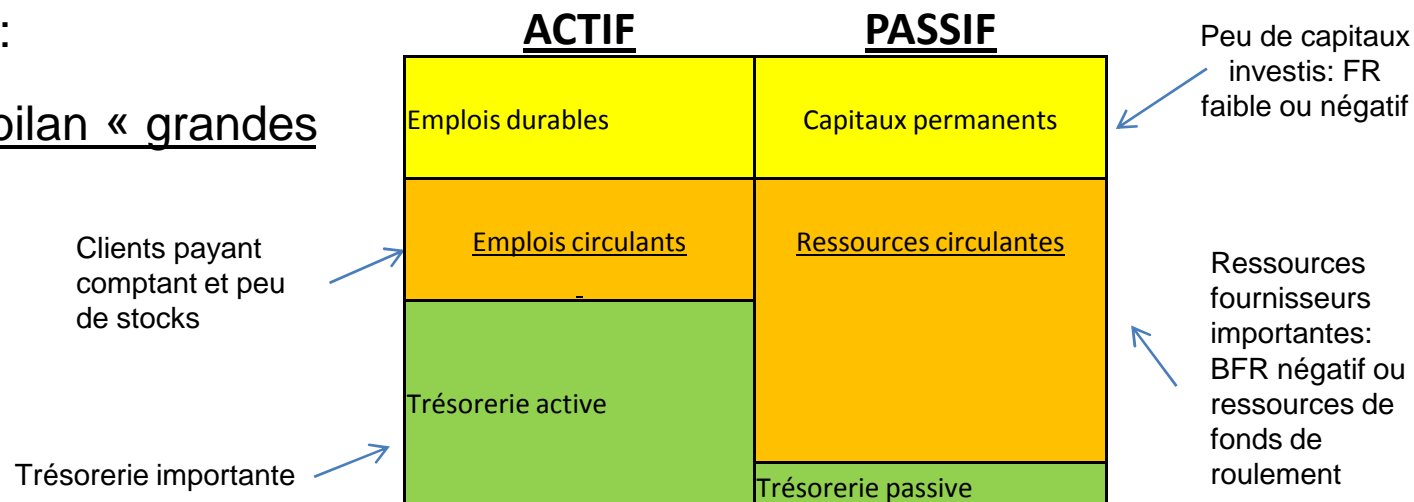 :
bilan « grandes
ACTIF
PASSIF
Emplois durables
Capitaux permanents
Emplois circulants
-
Ressources circulantes
Trésorerie active
Trésorerie passive
Clients payant
comptant et peu
de stocks
Trésorerie importante
Peu de capitaux
investis: FR
faible ou négatif
Ressources
fournisseurs
importantes:
BFR négatif ou
ressources de
fonds de
roulement